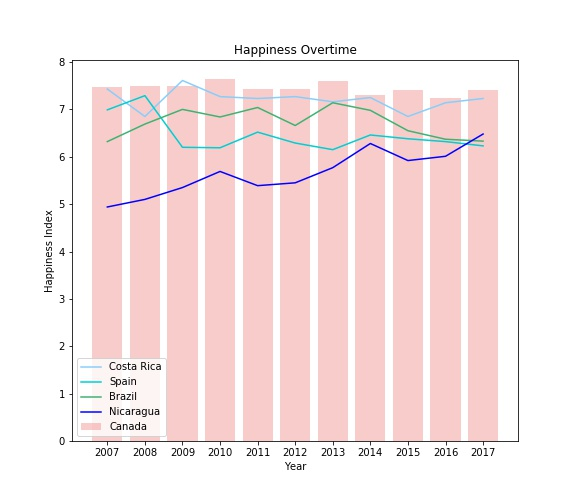 Happiness Overtime
8
7
6
5
4
3
2
1
0
Happiness Index
Costa Rica
Spain
Brazil
Nicaragua
Canada
2007 2008 2009 2010 2011 2012 2013 2014 2015 2016 2017
Year